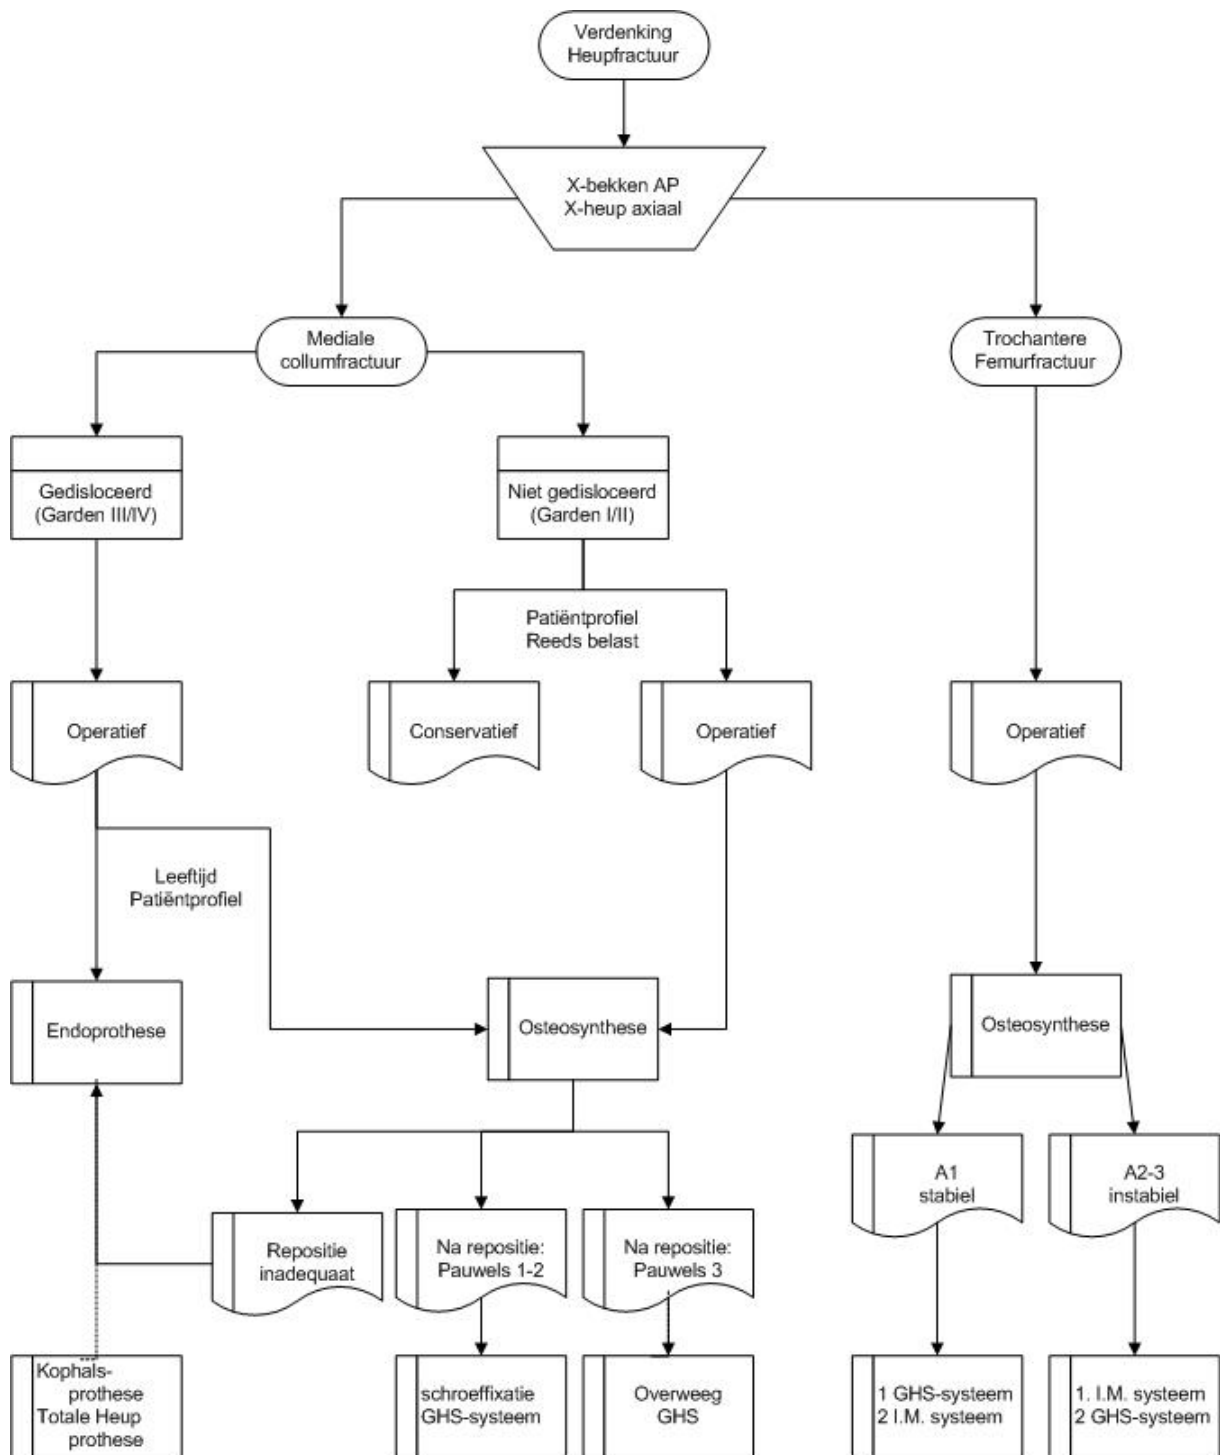 Verdenking
Heupfractuur
X-bekken AP
X-heup axiaal
Mediale
collumfractuur
Trochantere
Femurfractuur
Gedisloceerd
(Garden III/IV)
Niet gedisloceerd
(Garden I/II)
Patiëntprofiel
Reeds belast
Operatief
Conservatief
Operatief
Operatief
Leeftijd
Patiëntprofiel
Endoprothese
Osteosynthese
Osteosynthese
A1
stabiel
A2-3
instabiel
Repositie
inadequaat
Na repositie:
Pauwels 1-2
Na repositie:
Pauwels 3
Kophals-
prothese
Totale Heup
prothese
schroeffixatie
GHS-systeem
Overweeg
GHS
1 GHS-systeem
2 I.M. systeem
1. I.M. systeem
2 GHS-systeem